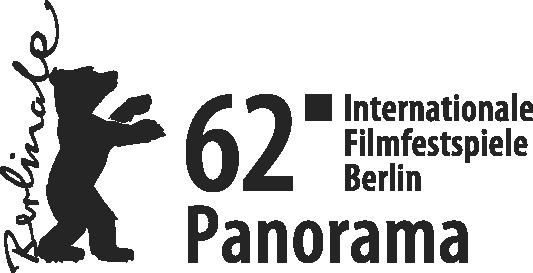 Berlinale
62
Internationale
Filmfestspiele
Berlin
Panorama